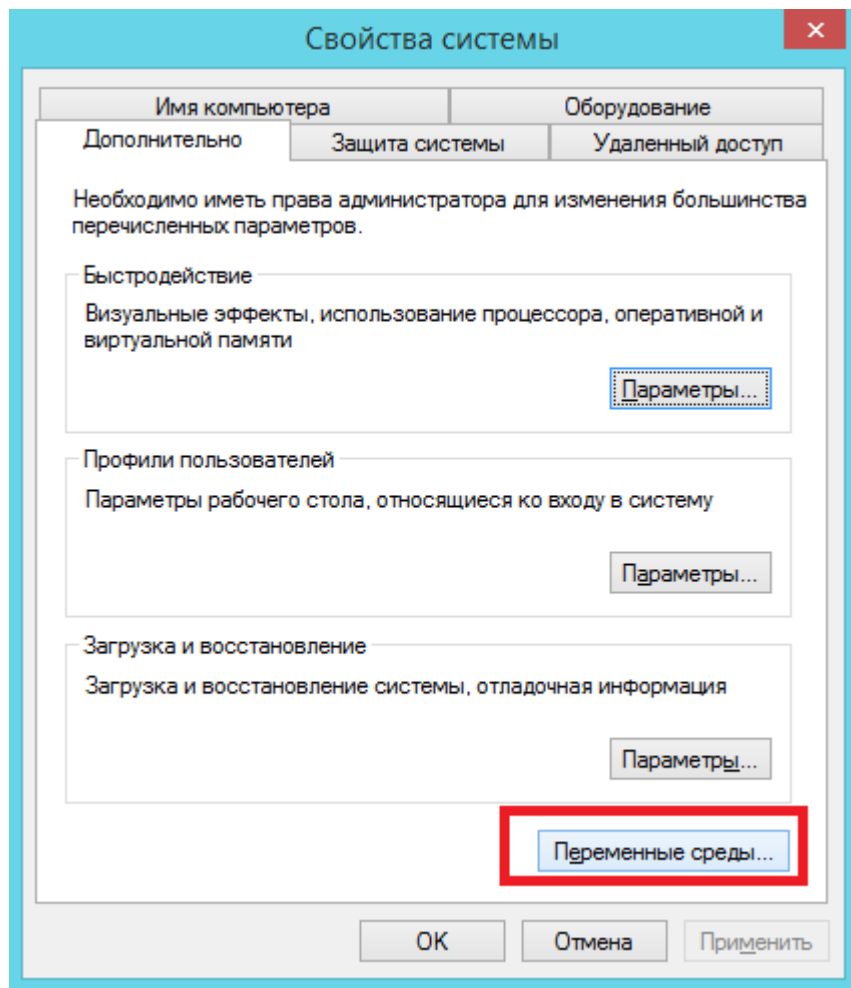 Свойства системы
Имя компьютера
Оборудование
Дополнительно
Защита системы
Удаленный доступ
Необходимо иметь права администратора для изменения большинства
перечисленных параметров.
Быстродействие
Визуальные эффекты, использование процессора, оперативной и
виртуальной памяти
Параметры...
Профили пользователей
Параметры рабочего стола, относящиеся ко входу в систему
Параметры...
Загрузка и восстановление
Загрузка и восстановление системы, отладочная информация
Параметры...
Переменные среды...
ОК
Отмена
Применить